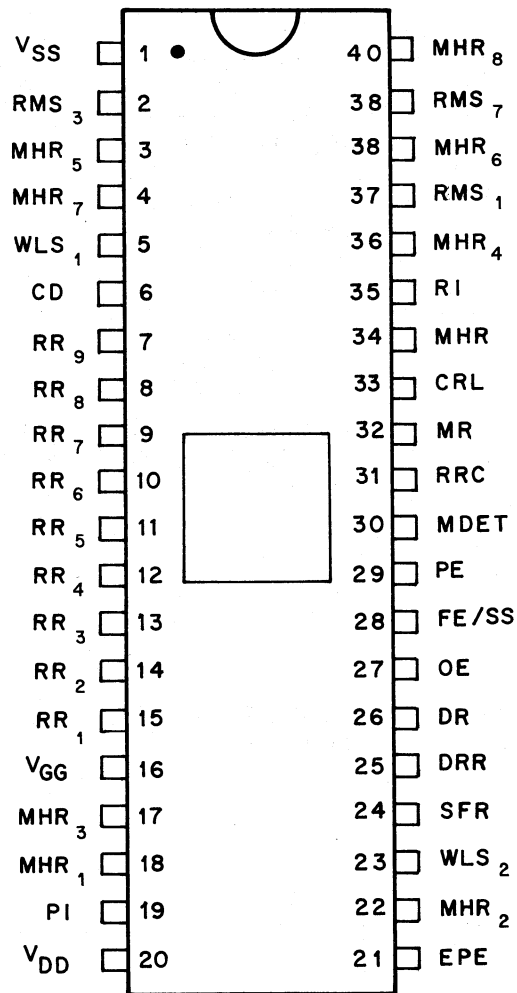 VSS 1 40 MHR8
RMS3 2 38 RMS7
MHR5 3 38 MHR6
MHR7 4 37 RMS1
WLS1 5 36 MHR4
CD 6 35 RI
RR9 7 34 MHR
RR8 8 33 CRL
RR7 9 32 MR
RR6 10 31 RRC
RR5 11 30 MDET
RR4 12 29 PE
RR3 13 28 FE/SS
RR2 14 27 OE
RR1 15 26 DR
VGG 16 25 DRR
MHR3 17 24 SFR
MHR1 18 23 WLS2
PI 19 22 MHR2
VDD 20 21 EPE